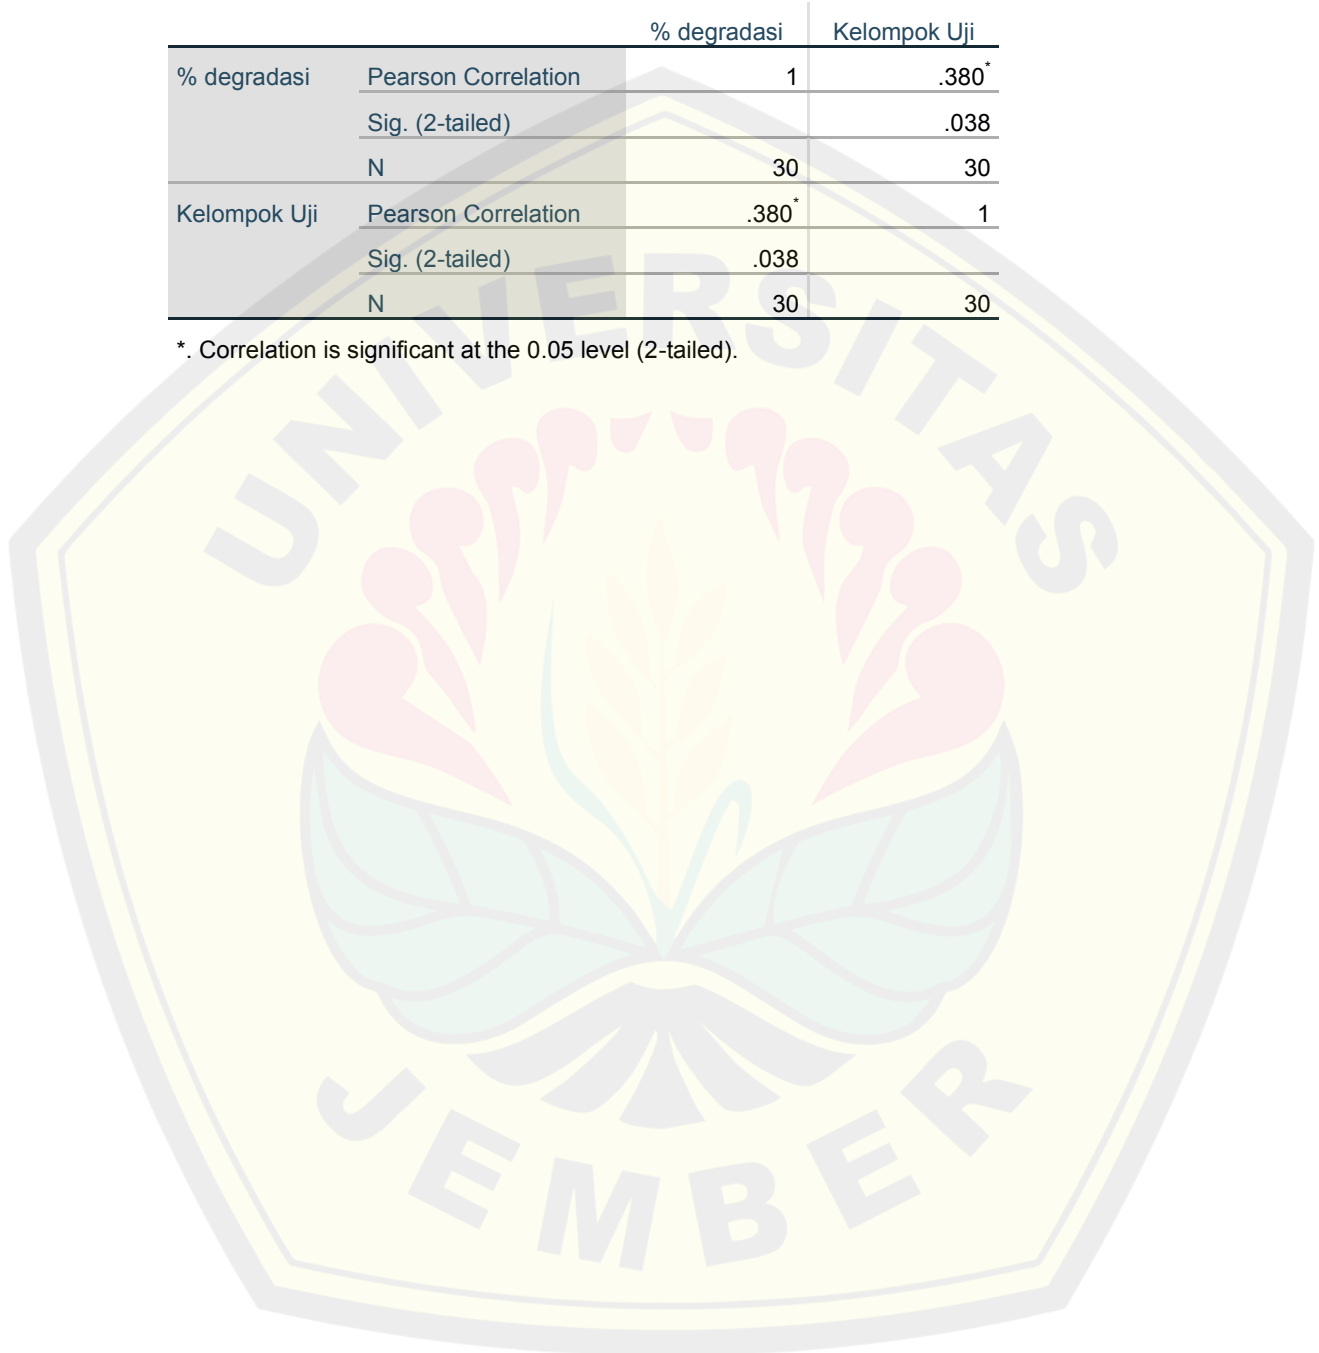 % degradasi Kelompok Uji
% degradasi Pearson Correlation 1 .380*
Sig. (2-tailed) .038
N 30 30
Kelompok Uji Pearson Correlation .380* 1
Sig. (2-tailed) .038
N 30 30
*. Correlation is significant at the 0.05 level (2-tailed).
UNIVERSITAS
JEMBER